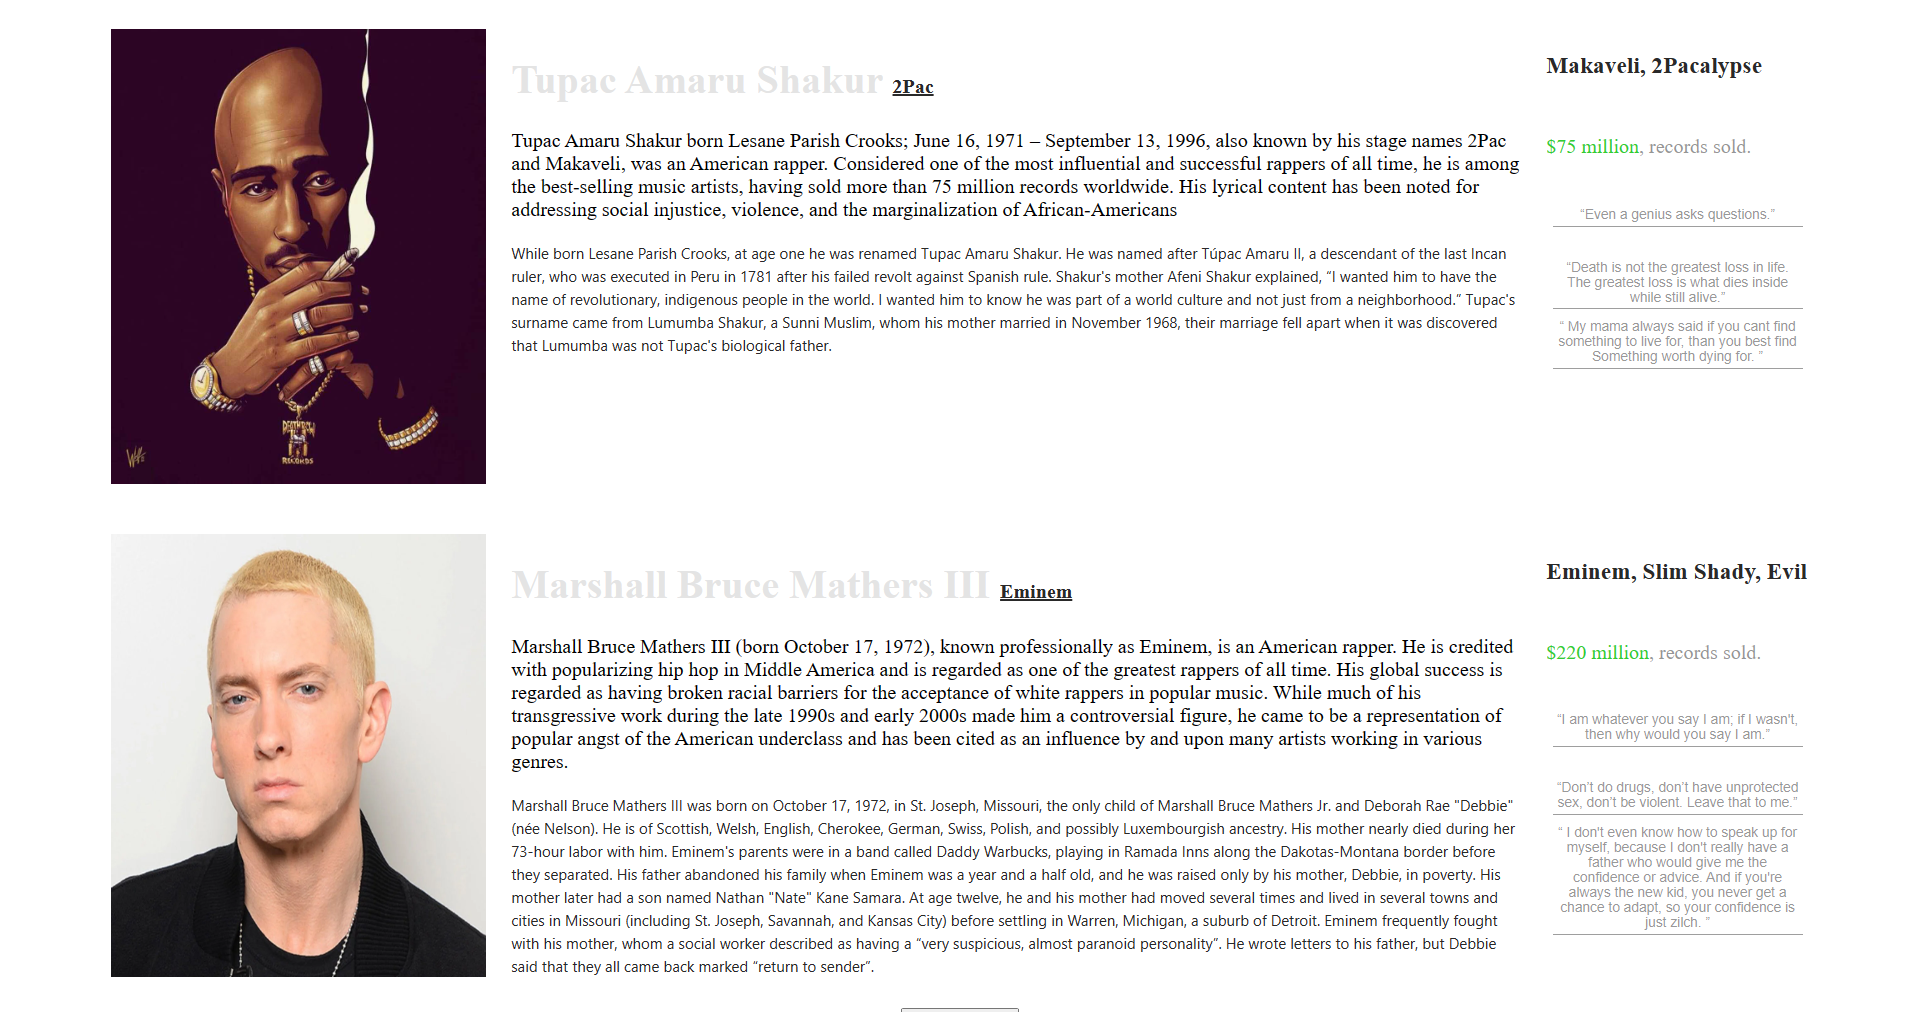 Tupac Amaru Shakur 2Pac
Tupac Amaru Shakur born Lesane Parish Crooks; June 16, 1971 – September 13, 1996, also known by his stage names 2Pac
and Makaveli, was an American rapper. Considered one of the most influential and successful rappers of all time, he is among
the best-selling music artists, having sold more than 75 million records worldwide. His lyrical content has been noted for
addressing social injustice, violence, and the marginalization of African-Americans
While born Lesane Parish Crooks, at age one he was renamed Tupac Amaru Shakur. He was named after Túpac Amaru II, a descendant of the last Incan
ruler, who was executed in Peru in 1781 after his failed revolt against Spanish rule. Shakur's mother Afeni Shakur explained, “I wanted him to have the
name of revolutionary, indigenous people in the world. I wanted him to know he was part of a world culture and not just from a neighborhood.” Tupac's
surname came from Lumumba Shakur, a Sunni Muslim, whom his mother married in November 1968, their marriage fell apart when it was discovered
that Lumumba was not Tupac's biological father.
Makaveli, 2Pacalypse
$75 million, records sold.
“Even a genius asks questions.”
“Death is not the greatest loss in life.
The greatest loss is what dies inside
while still alive.”
“ My mama always said if you cant find
something to live for, than you best find
Something worth dying for. ”
DEATHROW
RECORDS
Marshall Bruce Mathers III Eminem
Marshall Bruce Mathers III (born October 17, 1972), known professionally as Eminem, is an American rapper. He is credited
with popularizing hip hop in Middle America and is regarded as one of the greatest rappers of all time. His global success is
regarded as having broken racial barriers for the acceptance of white rappers in popular music. While much of his
transgressive work during the late 1990s and early 2000s made him a controversial figure, he came to be a representation of
popular angst of the American underclass and has been cited as an influence by and upon many artists working in various
genres.
Marshall Bruce Mathers III was born on October 17, 1972, in St. Joseph, Missouri, the only child of Marshall Bruce Mathers Jr. and Deborah Rae "Debbie"
(née Nelson). He is of Scottish, Welsh, English, Cherokee, German, Swiss, Polish, and possibly Luxembourgish ancestry. His mother nearly died during her
73-hour labor with him. Eminem's parents were in a band called Daddy Warbucks, playing in Ramada Inns along the Dakotas-Montana border before
they separated. His father abandoned his family when Eminem was a year and a half old, and he was raised only by his mother, Debbie, in poverty. His
mother later had a son named Nathan "Nate" Kane Samara. At age twelve, he and his mother had moved several times and lived in several towns and
cities in Missouri (including St. Joseph, Savannah, and Kansas City) before settling in Warren, Michigan, a suburb of Detroit. Eminem frequently fought
with his mother, whom a social worker described as having a “very suspicious, almost paranoid personality”. He wrote letters to his father, but Debbie
said that they all came back marked “return to sender”.
Eminem, Slim Shady, Evil
$220 million, records sold.
“I am whatever you say I am; if I wasn't,
then why would you say I am.”
“Don’t do drugs, don’t have unprotected
sex, don’t be violent. Leave that to me.”
“ I don't even know how to speak up for
myself, because I don't really have a
father who would give me the
confidence or advice. And if you're
always the new kid, you never get a
chance to adapt, so your confidence is
just zilch. ”